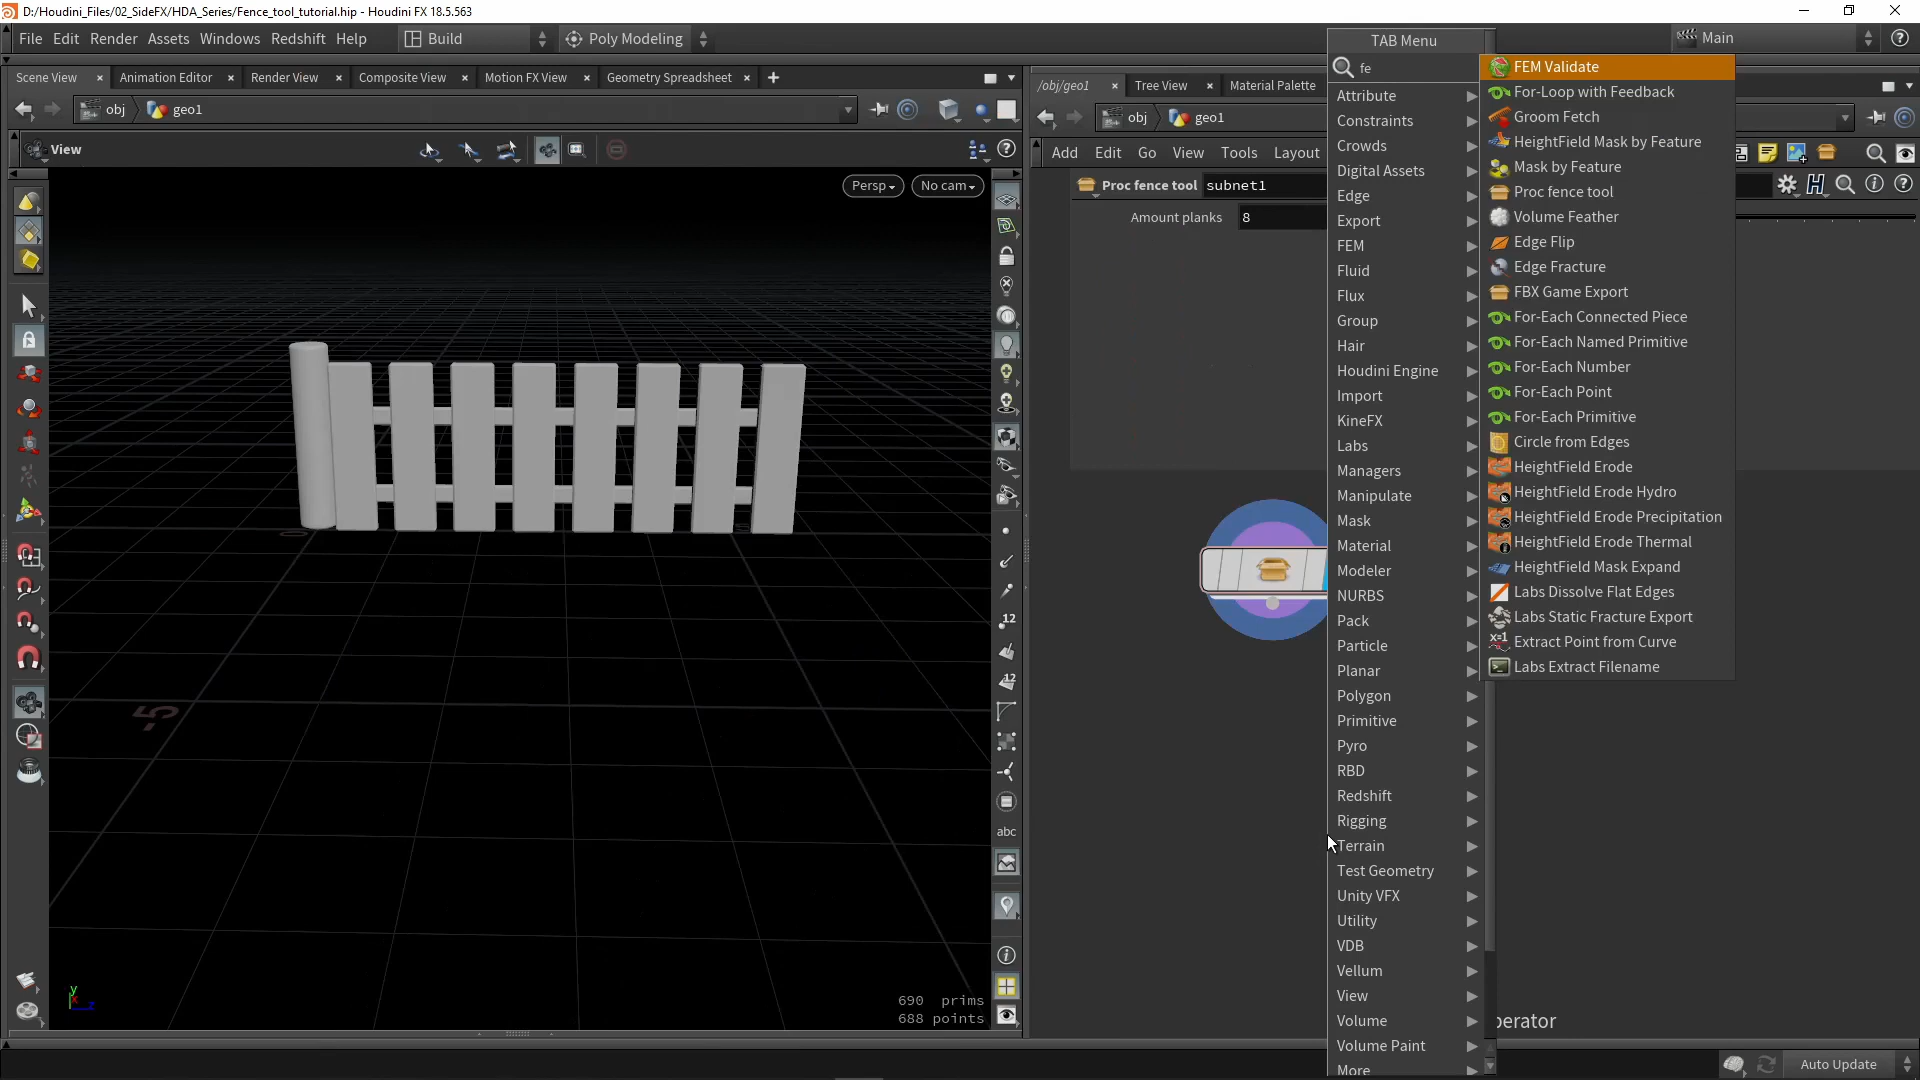 D:/Houdini_Files/02_SideFX/HDA_Series/Fence_tool_tutorial.hip - Houdini FX 18.5.563
File Edit Render Assets Windows Redshift Help Build Poly Modeling Main
Scene View Animation Editor Render View Composite View Motion FX View Geometry Spreadsheet
obj geo1
View
Persp No cam
12
12
abc
0
-5
y
x
z
690 prims
688 points
/obj/geo1 Tree View Material Palette
obj geo1
Add Edit Go View Tools Layout
Proc fence tool subnet1
Amount planks 8
TAB Menu
fe
Attribute
Constraints
Crowds
Digital Assets
Edge
Export
FEM
Fluid
Flux
Group
Hair
Houdini Engine
Import
KineFX
Labs
Managers
Manipulate
Mask
Material
Modeler
NURBS
Pack
Particle
Planar
Polygon
Primitive
Pyro
RBD
Redshift
Rigging
Terrain
Test Geometry
Unity VFX
Utility
VDB
Vellum
View
Volume
Volume Paint
More
FEM Validate
For-Loop with Feedback
Groom Fetch
HeightField Mask by Feature
Mask by Feature
Proc fence tool
Volume Feather
Edge Flip
Edge Fracture
FBX Game Export
For-Each Connected Piece
For-Each Named Primitive
For-Each Number
For-Each Point
For-Each Primitive
Circle from Edges
HeightField Erode
HeightField Erode Hydro
HeightField Erode Precipitation
HeightField Erode Thermal
HeightField Mask Expand
Labs Dissolve Flat Edges
Labs Static Fracture Export
x=1 Extract Point from Curve
Labs Extract Filename
perator
Auto Update